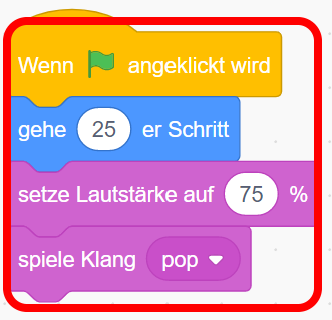 Wenn angeklickt wird
gehe 25 er Schritt
setze Lautstärke auf 75 %
spiele Klang pop